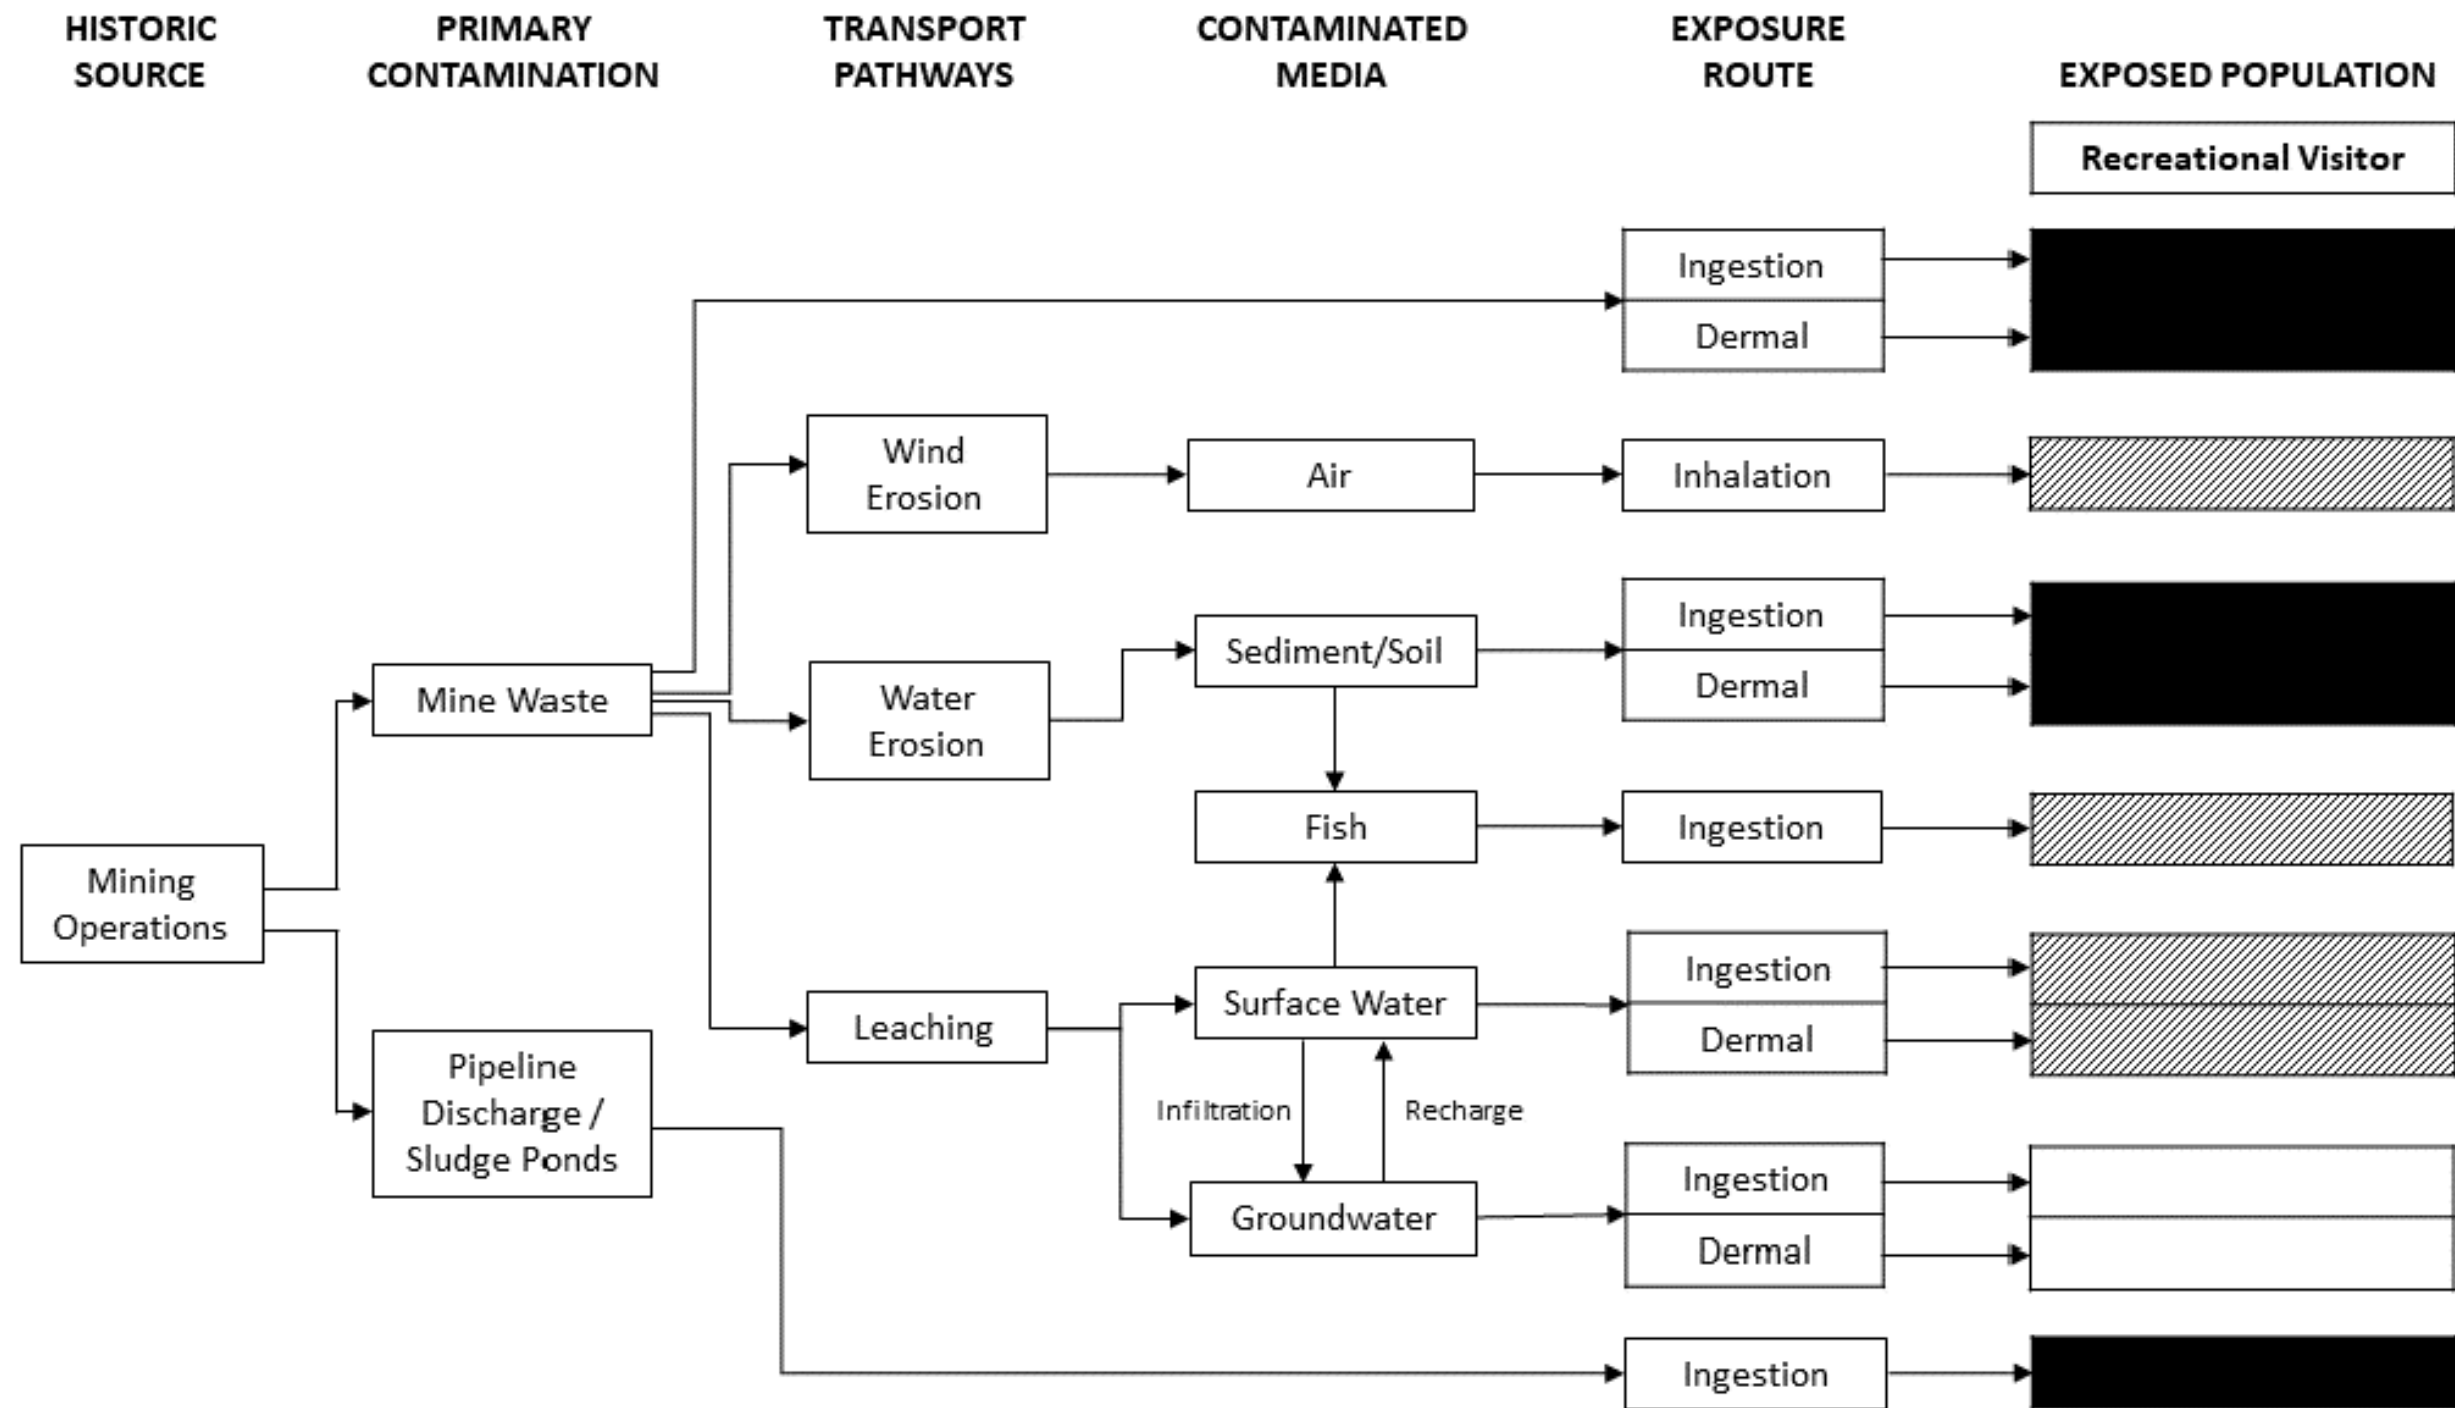 HISTORIC
SOURCE
PRIMARY
CONTAMINATION
TRANSPORT
PATHWAYS
CONTAMINATED
MEDIA
EXPOSURE
ROUTE
EXPOSED POPULATION
Recreational Visitor
Ingestion
Dermal
Wind
Erosion
Air
Inhalation
Mine Waste
Water
Erosion
Sediment/Soil
Ingestion
Dermal
Fish
Ingestion
Mining
Operations
Pipeline
Discharge /
Sludge Ponds
Leaching
Surface Water
Ingestion
Dermal
Infiltration
Recharge
Groundwater
Ingestion
Dermal
Ingestion